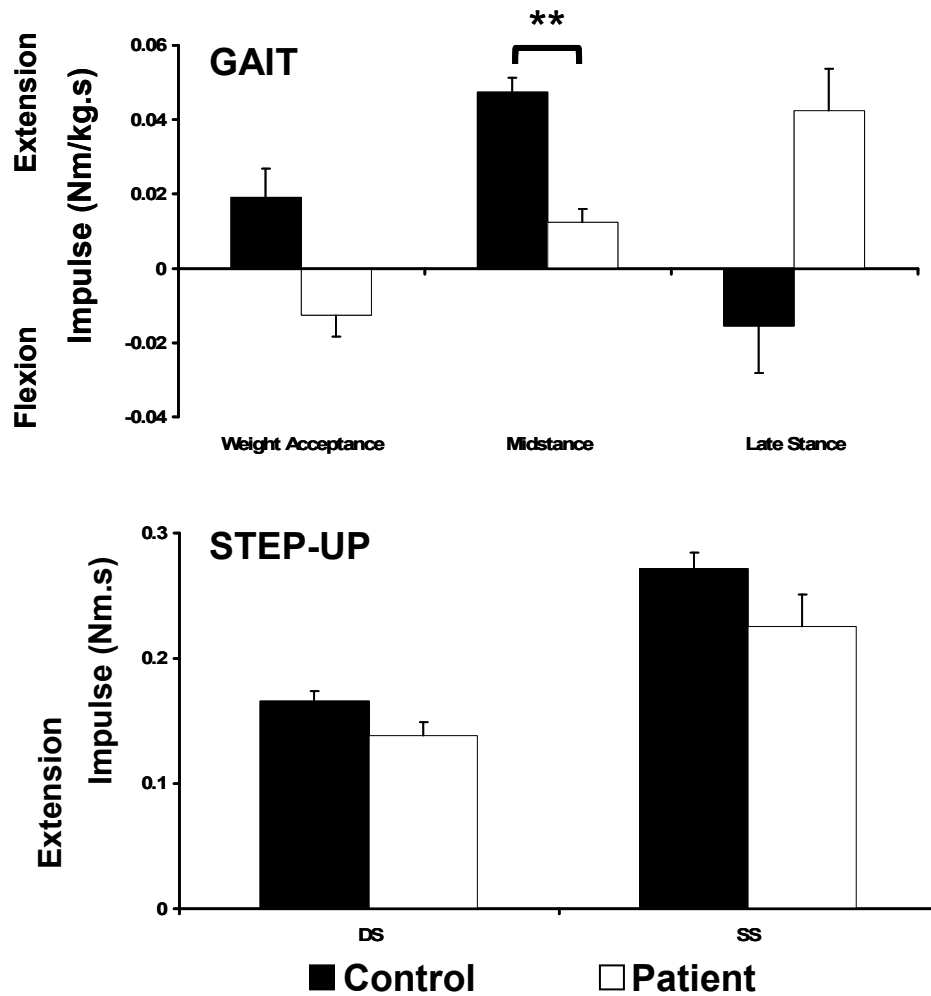 **
GAIT
Extension
Flexion
Impulse (Nm/kg.s)
0.06
0.04
0.02
0
-0.02
-0.04
Weight Acceptance
Midstance
Late Stance
STEP-UP
Extension
Impulse (Nm.s)
0.3
0.2
0.1
0
DS
SS
Control
Patient